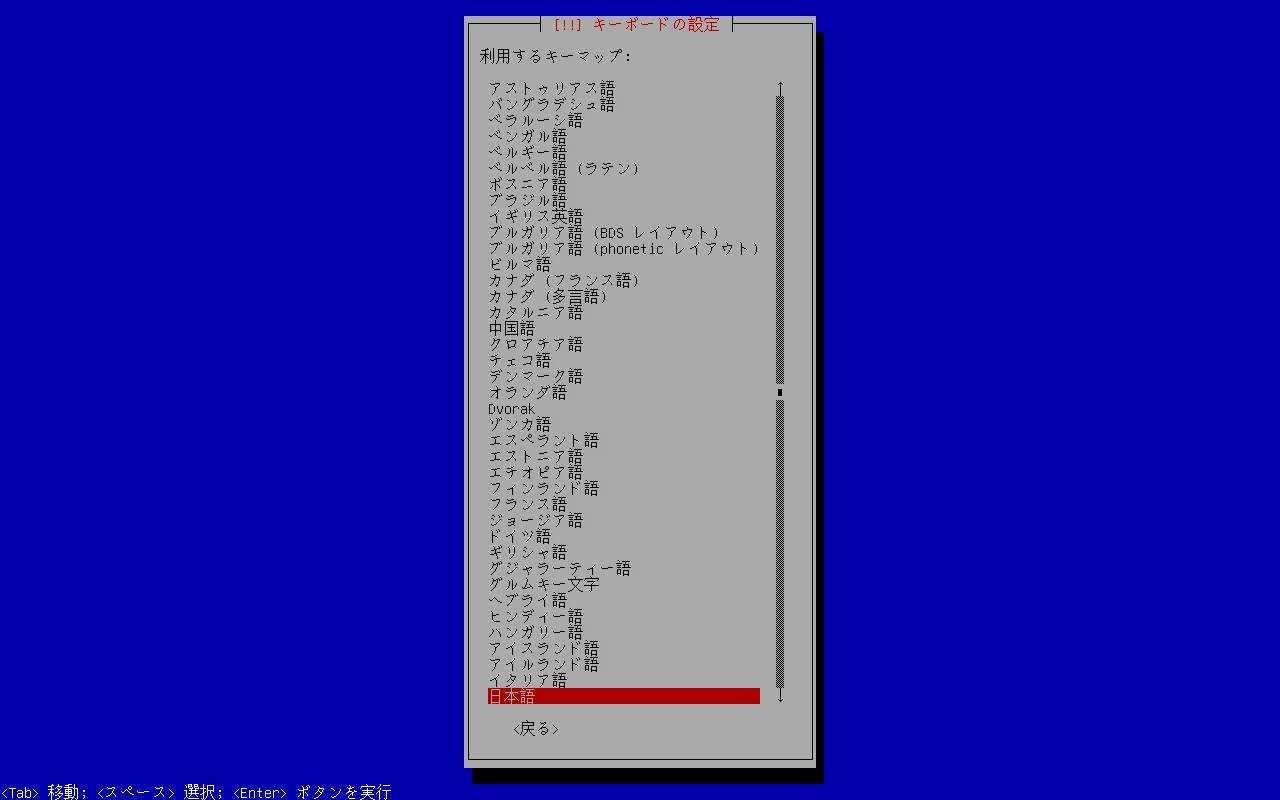 [!!] キーボードの設定
利用するキーマップ:
アストゥリアス語
バングラデシュ語
ベラルーシ語
ベンガル語
ベルギー語
ベルベル語 (ラテン)
ボスニア語
ブラジル語
イギリス英語
ブルガリア語 (BDS レイアウト)
ブルガリア語 (phonetic レイアウト)
ビルマ語
カナダ (フランス語)
カナダ (多言語)
カタルニア語
中国語
クロアチア語
チェコ語
デンマーク語
オランダ語
Dvorak
ゾンカ語
エスペラント語
エストニア語
エチオピア語
フィンランド語
フランス語
ジョージア語
ドイツ語
ギリシャ語
グジャラーティー語
グルムキー文字
ヘブライ語
ヒンディー語
ハンガリー語
アイスランド語
アイルランド語
イタリア語
日本語
<戻る>
<Tab> 移動; <スペース> 選択; <Enter> ボタンを実行